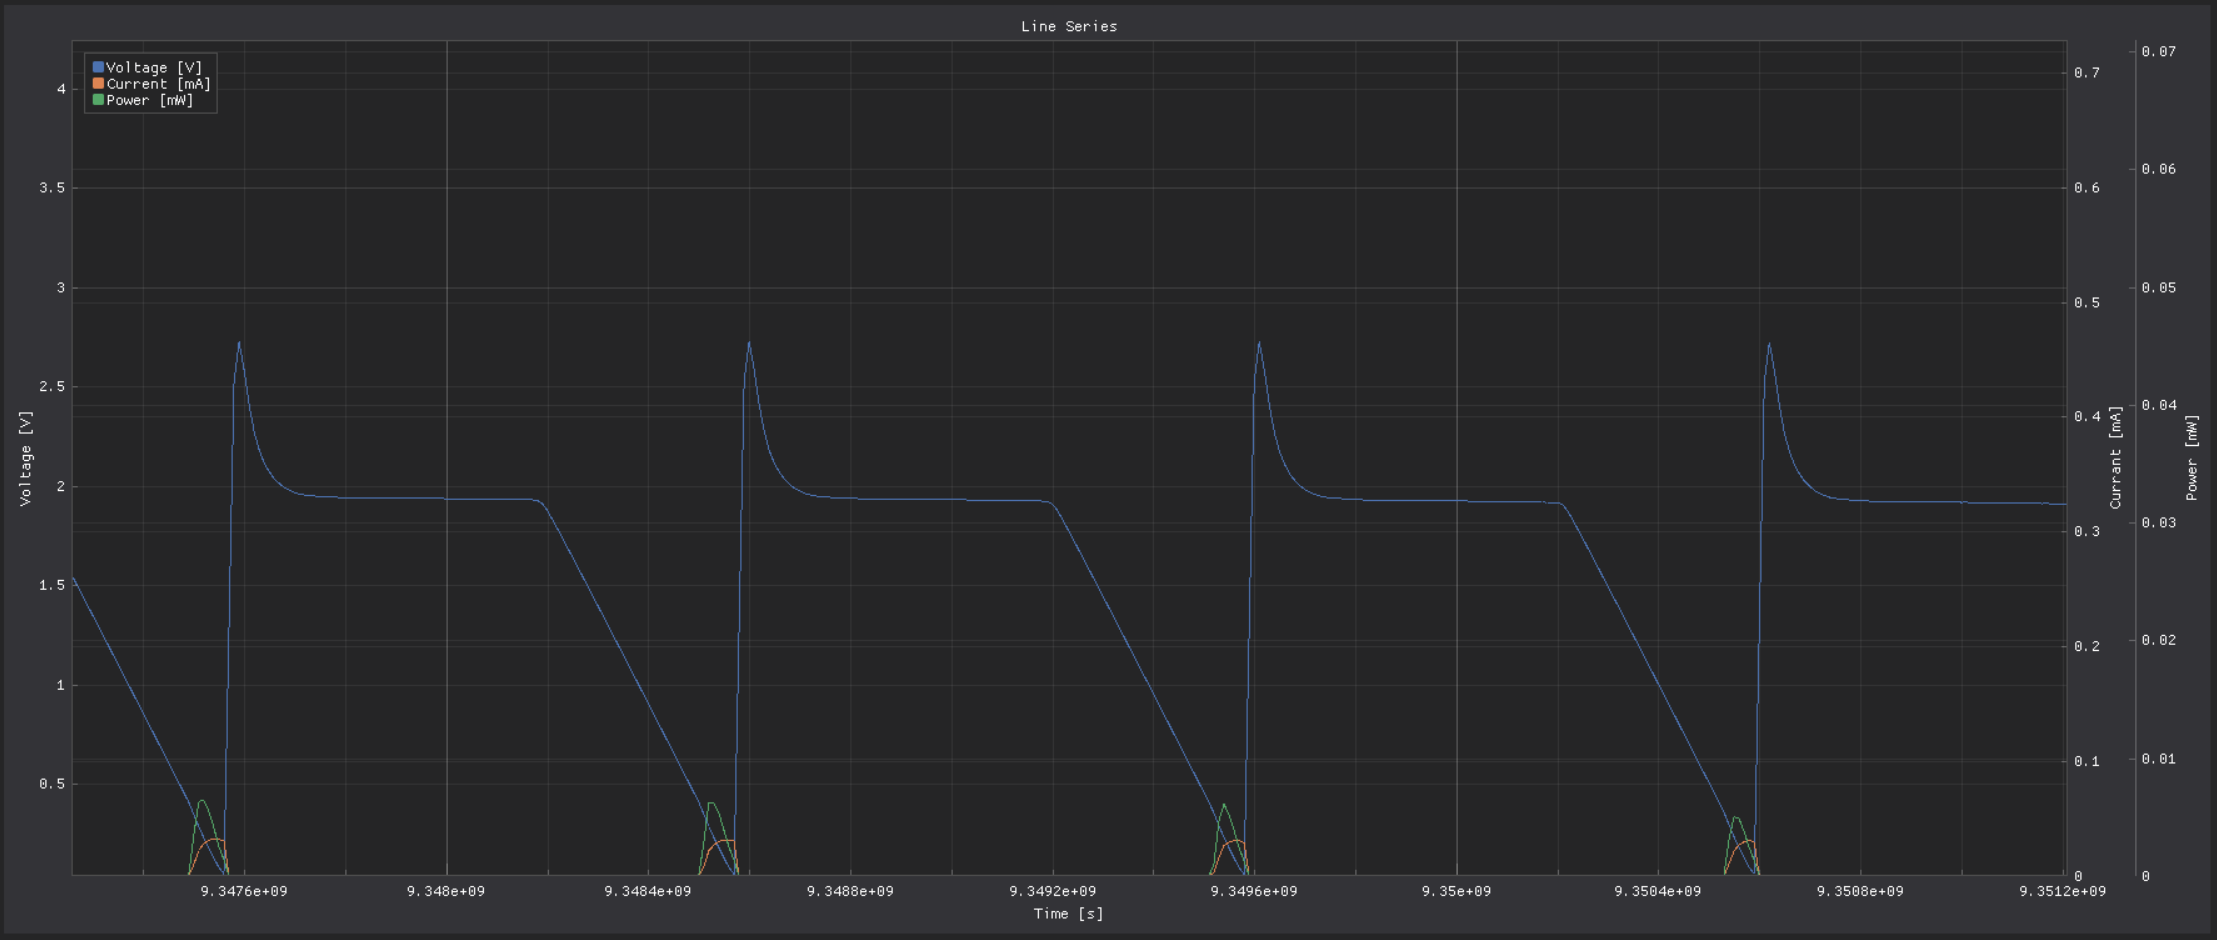 Line Series
Voltage [V]
Current [mA]
Power [mW]
4
3.5
3
2.5
2
1.5
1
0.5
Voltage [V]
0.7
0.6
0.5
0.4
0.3
0.2
0.1
0
Currant [mA]
0.07
0.06
0.05
0.04
0.03
0.02
0.01
0
Power [mW]
9.3476e+09 9.348e+09 9.3484e+09 9.3488e+09 9.3492e+09 9.3496e+09 9.35e+09 9.3504e+09 9.3508e+09 9.3512e+09
Time [s]